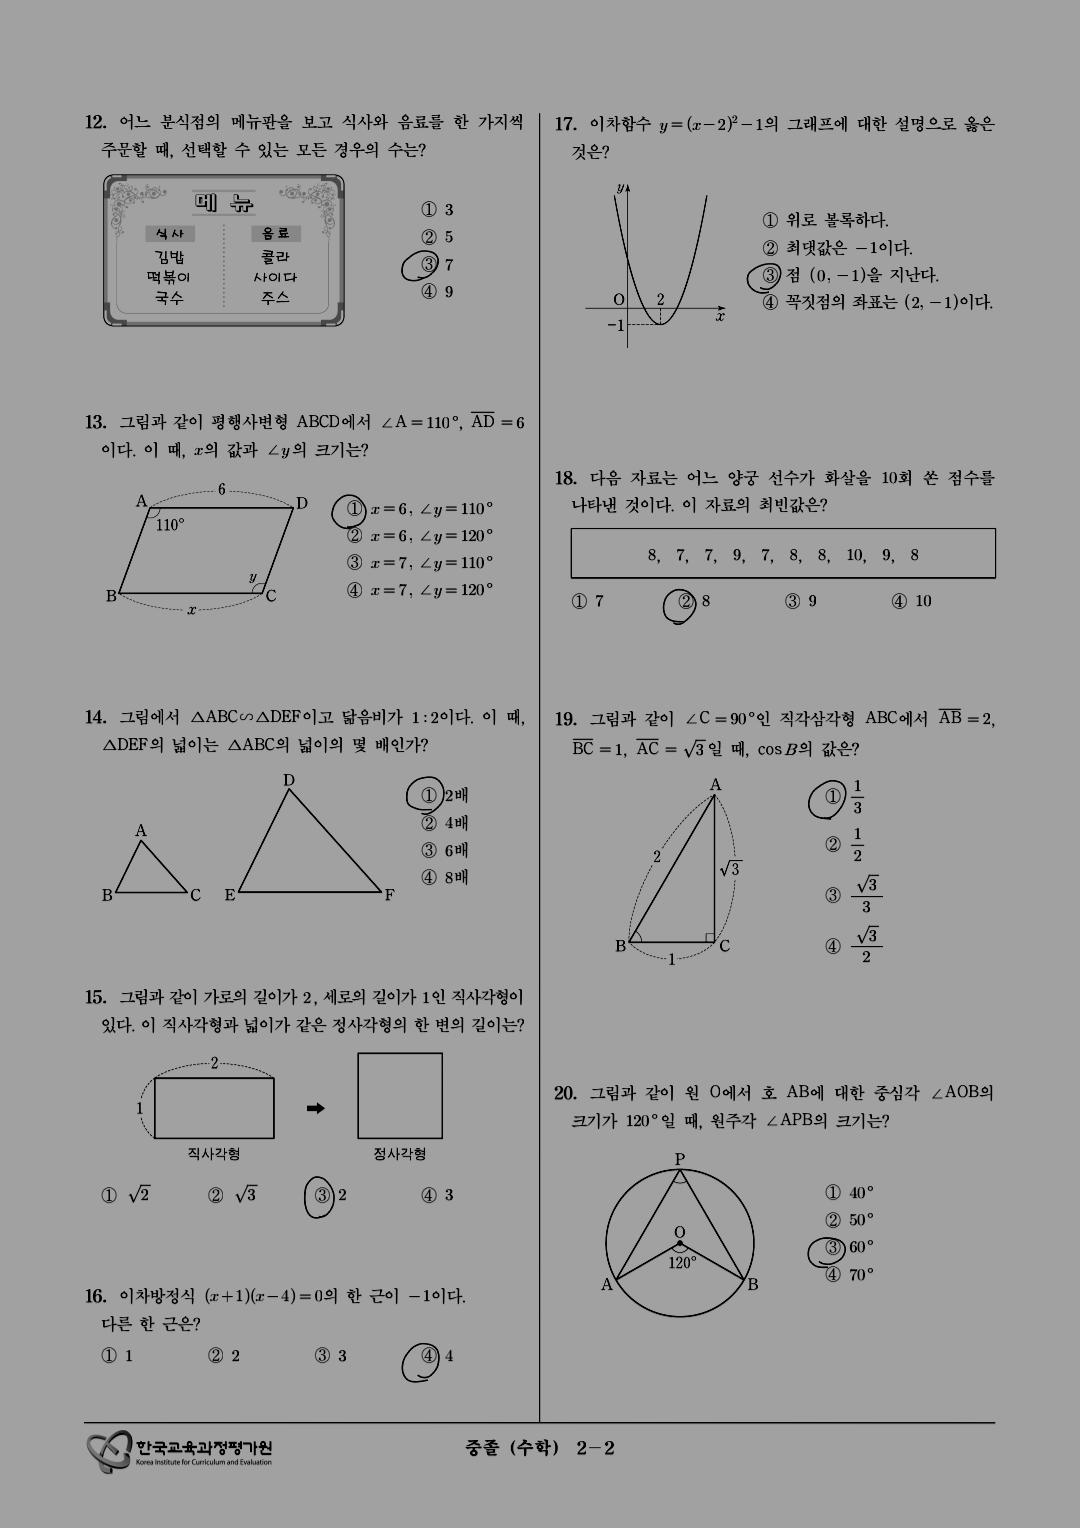 12. 어느 분식점의 메뉴판을 보고 식사와 음료를 한 가지씩
주문할 때, 선택할 수 있는 모든 경우의 수는?
메 뉴
식사 음료
김밥 콜라
떡볶이 사이다
국수 주스
① 3
② 5
③ 7
④ 9
13. 그림과 같이 평행사변형 ABCD에서 ∠A=110°, \overline{AD}=6
이다. 이 때, x의 값과 ∠y의 크기는?
6
A D
110°
y
B C
x
① x=6, ∠y=110°
② x=6, ∠y=120°
③ x=7, ∠y=110°
④ x=7, ∠y=120°
14. 그림에서 △ABC∽△DEF이고 닮음비가 1:2이다. 이 때,
△DEF의 넓이는 △ABC의 넓이의 몇 배인가?
D
A
B C E F
① 2배
② 4배
③ 6배
④ 8배
15. 그림과 같이 가로의 길이가 2, 세로의 길이가 1인 직사각형이
있다. 이 직사각형과 넓이가 같은 정사각형의 한 변의 길이는?
2
1
직사각형 정사각형
① √2 ② √3 ③ 2 ④ 3
16. 이차방정식 (x+1)(x-4)=0의 한 근이 -1이다.
다른 한 근은?
① 1 ② 2 ③ 3 ④ 4
17. 이차함수 y=(x-2)²-1의 그래프에 대한 설명으로 옳은
것은?
y
O 2
x
-1
① 위로 볼록하다.
② 최댓값은 -1이다.
③ 점 (0, -1)을 지난다.
④ 꼭짓점의 좌표는 (2, -1)이다.
18. 다음 자료는 어느 양궁 선수가 화살을 10회 쏜 점수를
나타낸 것이다. 이 자료의 최빈값은?
8, 7, 7, 9, 7, 8, 8, 10, 9, 8
① 7 ② 8 ③ 9 ④ 10
19. 그림과 같이 ∠C=90°인 직각삼각형 ABC에서 \overline{AB}=2,
\overline{BC}=1, \overline{AC}=√3일 때, cosB의 값은?
A
2
√3
B C
1
① 1/3
② 1/2
③ √3/3
④ √3/2
20. 그림과 같이 원 O에서 호 AB에 대한 중심각 ∠AOB의
크기가 120°일 때, 원주각 ∠APB의 크기는?
P
O
120°
A B
① 40°
② 50°
③ 60°
④ 70°
한국교육과정평가원
Korea Institute for Curriculum and Evaluation
중졸 (수학) 2-2